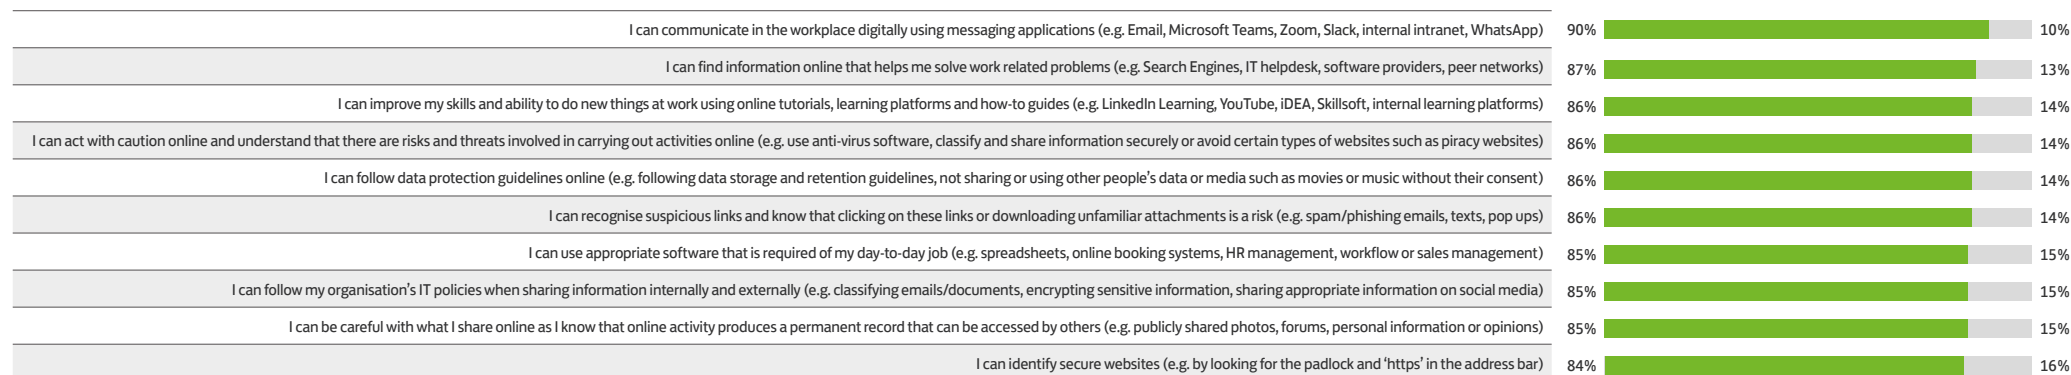 I can communicate in the workplace digitally using messaging applications (e.g. Email, Microsoft Teams, Zoom, Slack, internal intranet, WhatsApp) 90% 10%
I can find information online that helps me solve work related problems (e.g. Search Engines, IT helpdesk, software providers, peer networks) 87% 13%
I can improve my skills and ability to do new things at work using online tutorials, learning platforms and how-to guides (e.g. LinkedIn Learning, YouTube, iDEA, Skillsoft, internal learning platforms) 86% 14%
I can act with caution online and understand that there are risks and threats involved in carrying out activities online (e.g. use anti-virus software, classify and share information securely or avoid certain types of websites such as piracy websites) 86% 14%
I can follow data protection guidelines online (e.g. following data storage and retention guidelines, not sharing or using other people's data or media such as movies or music without their consent) 86% 14%
I can recognise suspicious links and know that clicking on these links or downloading unfamiliar attachments is a risk (e.g. spam/phishing emails, texts, pop ups) 86% 14%
I can use appropriate software that is required of my day-to-day job (e.g. spreadsheets, online booking systems, HR management, workflow or sales management) 85% 15%
I can follow my organisation's IT policies when sharing information internally and externally (e.g. classifying emails/documents, encrypting sensitive information, sharing appropriate information on social media) 85% 15%
I can be careful with what I share online as I know that online activity produces a permanent record that can be accessed by others (e.g. publicly shared photos, forums, personal information or opinions) 85% 15%
I can identify secure websites (e.g. by looking for the padlock and 'https' in the address bar) 84% 16%